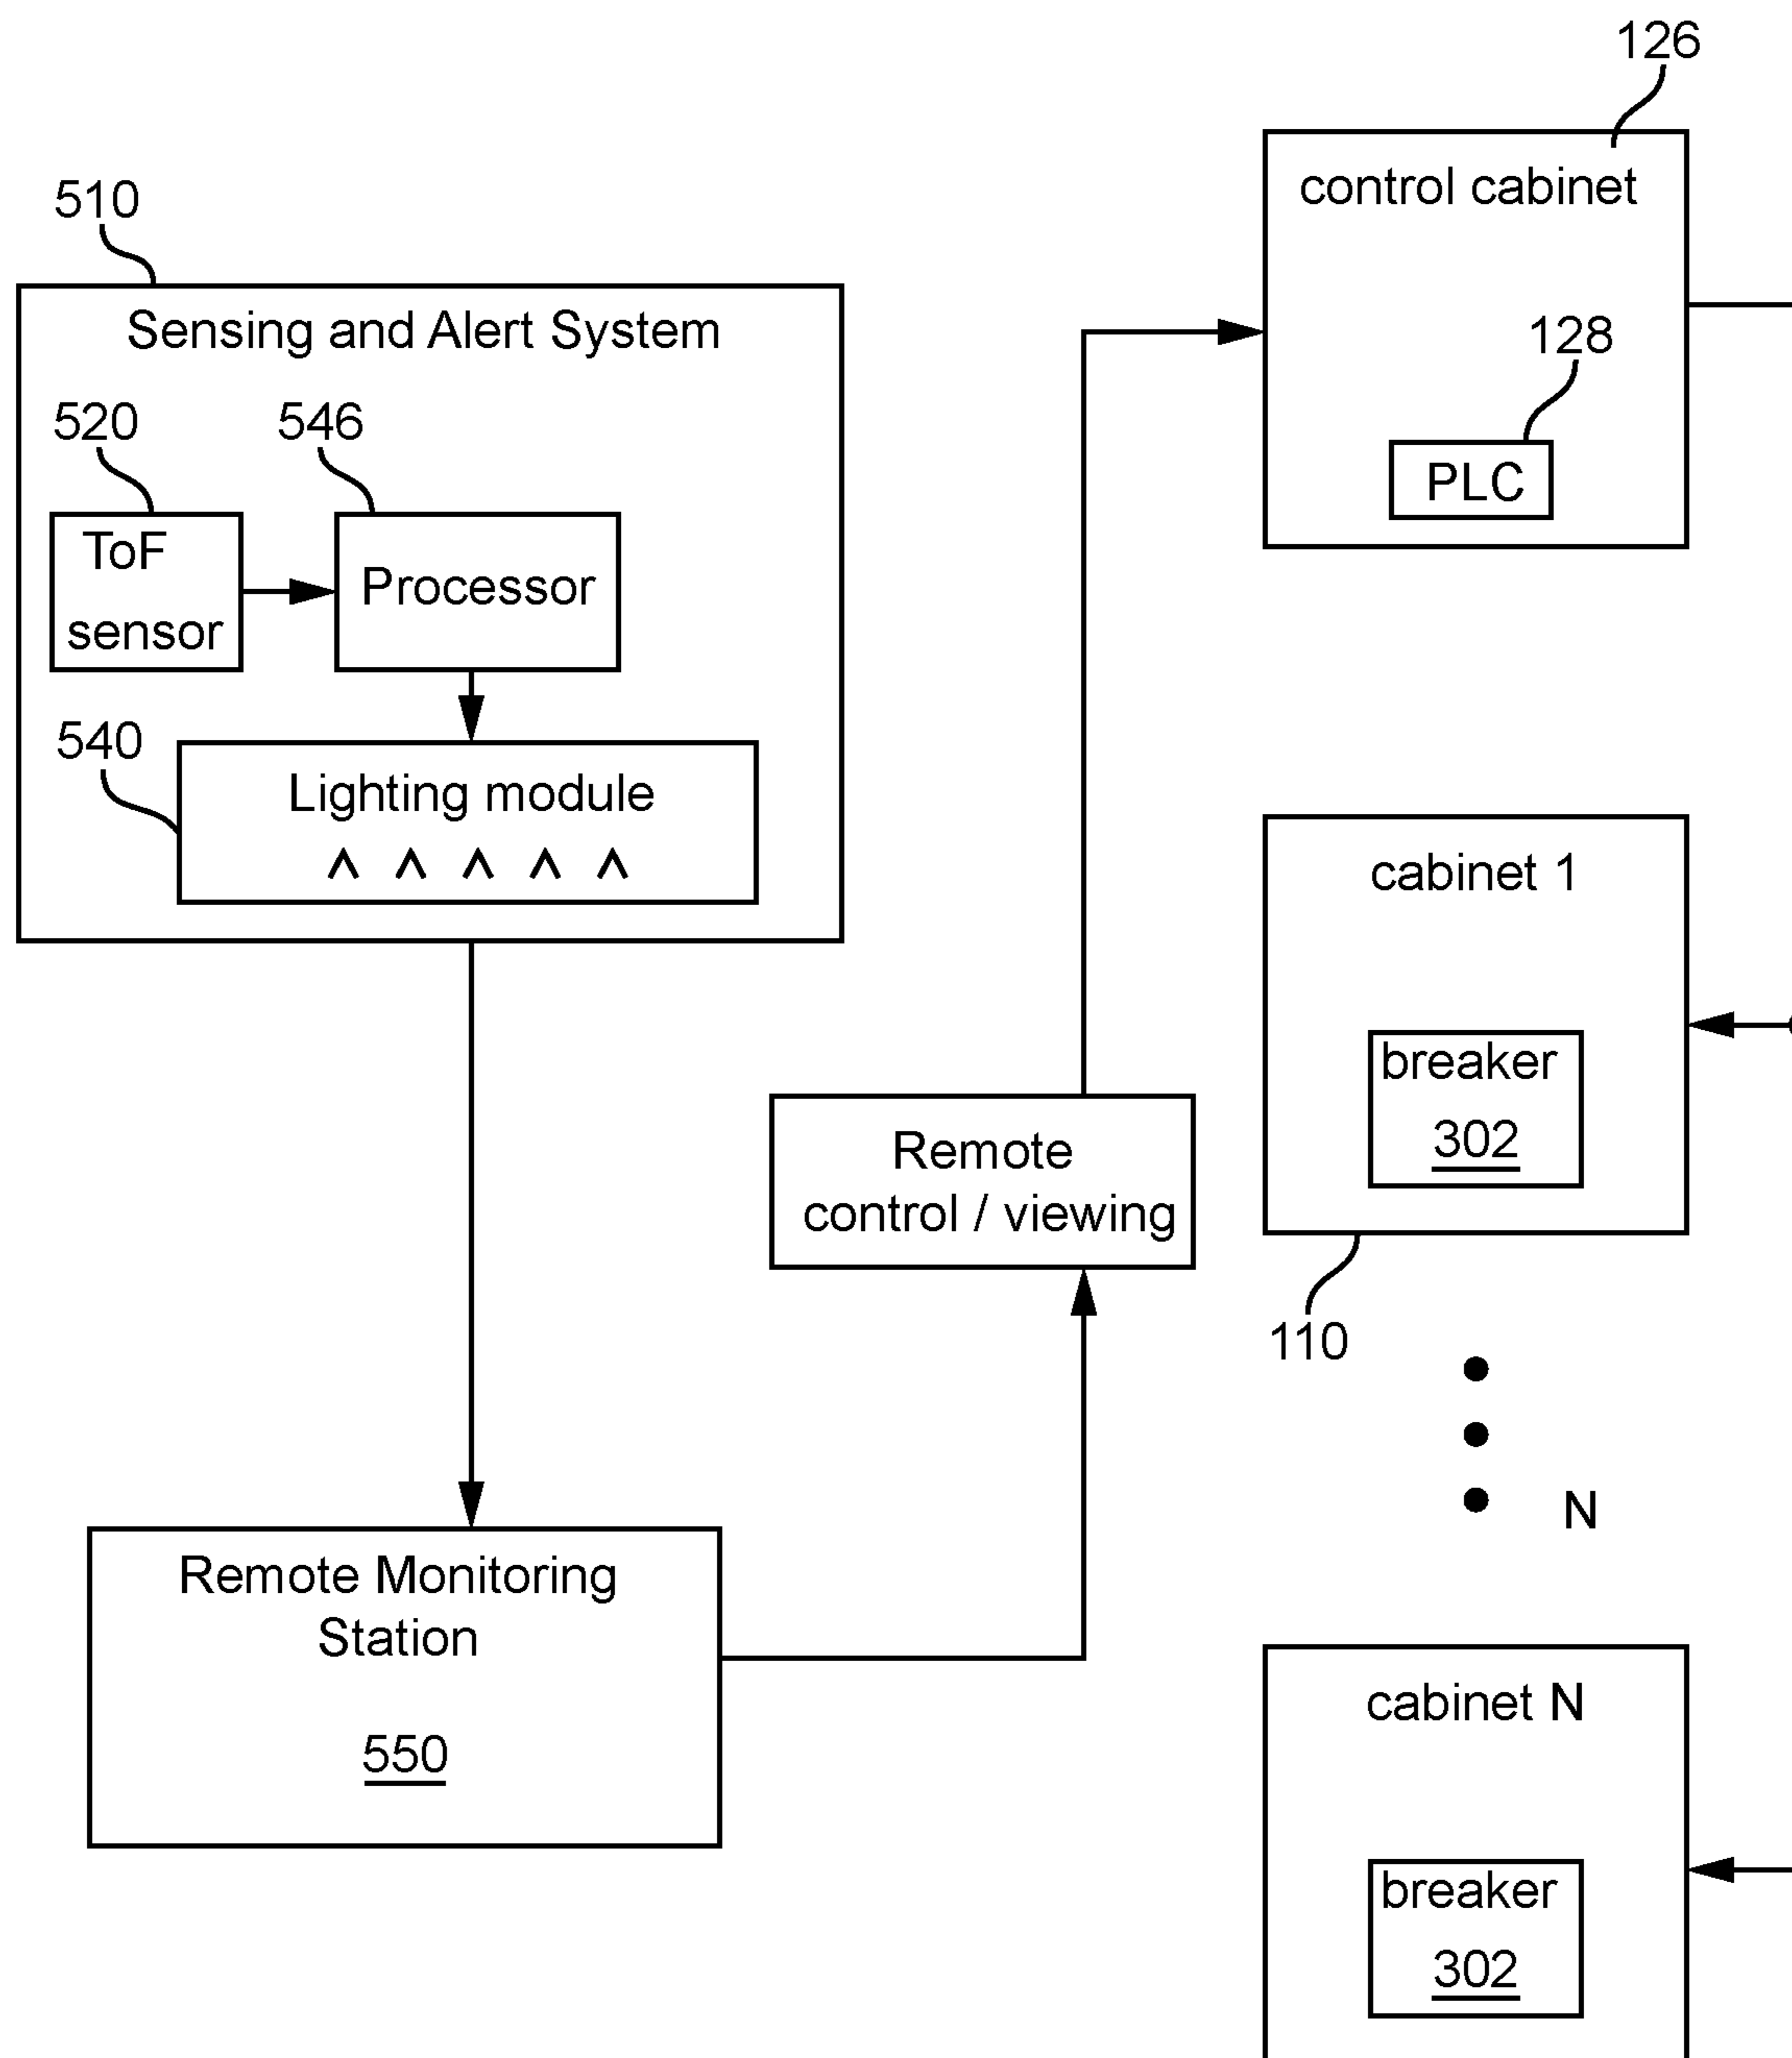 126
control cabinet
128
PLC
510
Sensing and Alert System
520
546
ToF
sensor
Processor
540
Lighting module
cabinet 1
breaker
302
110
N
Remote
control / viewing
Remote Monitoring
Station
550
cabinet N
breaker
302